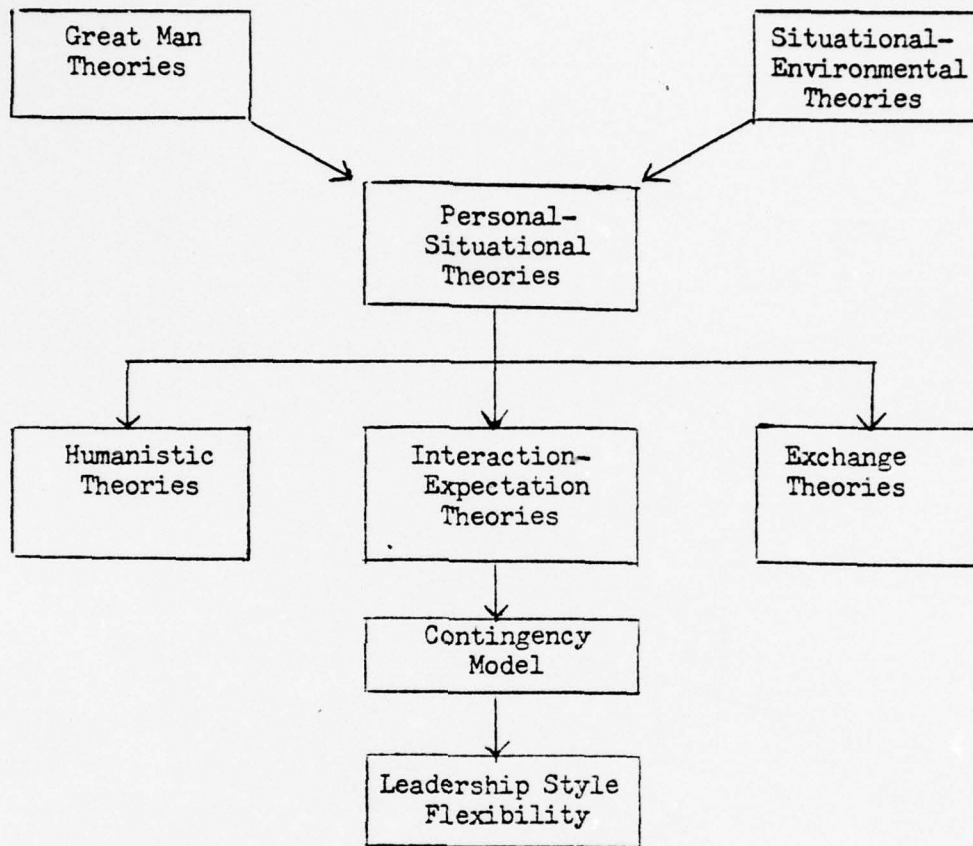 Great Man
Theories
Situational-
Environmental
Theories
Personal-
Situational
Theories
Humanistic
Theories
Interaction-
Expectation
Theories
Exchange
Theories
Contingency
Model
Leadership Style
Flexibility